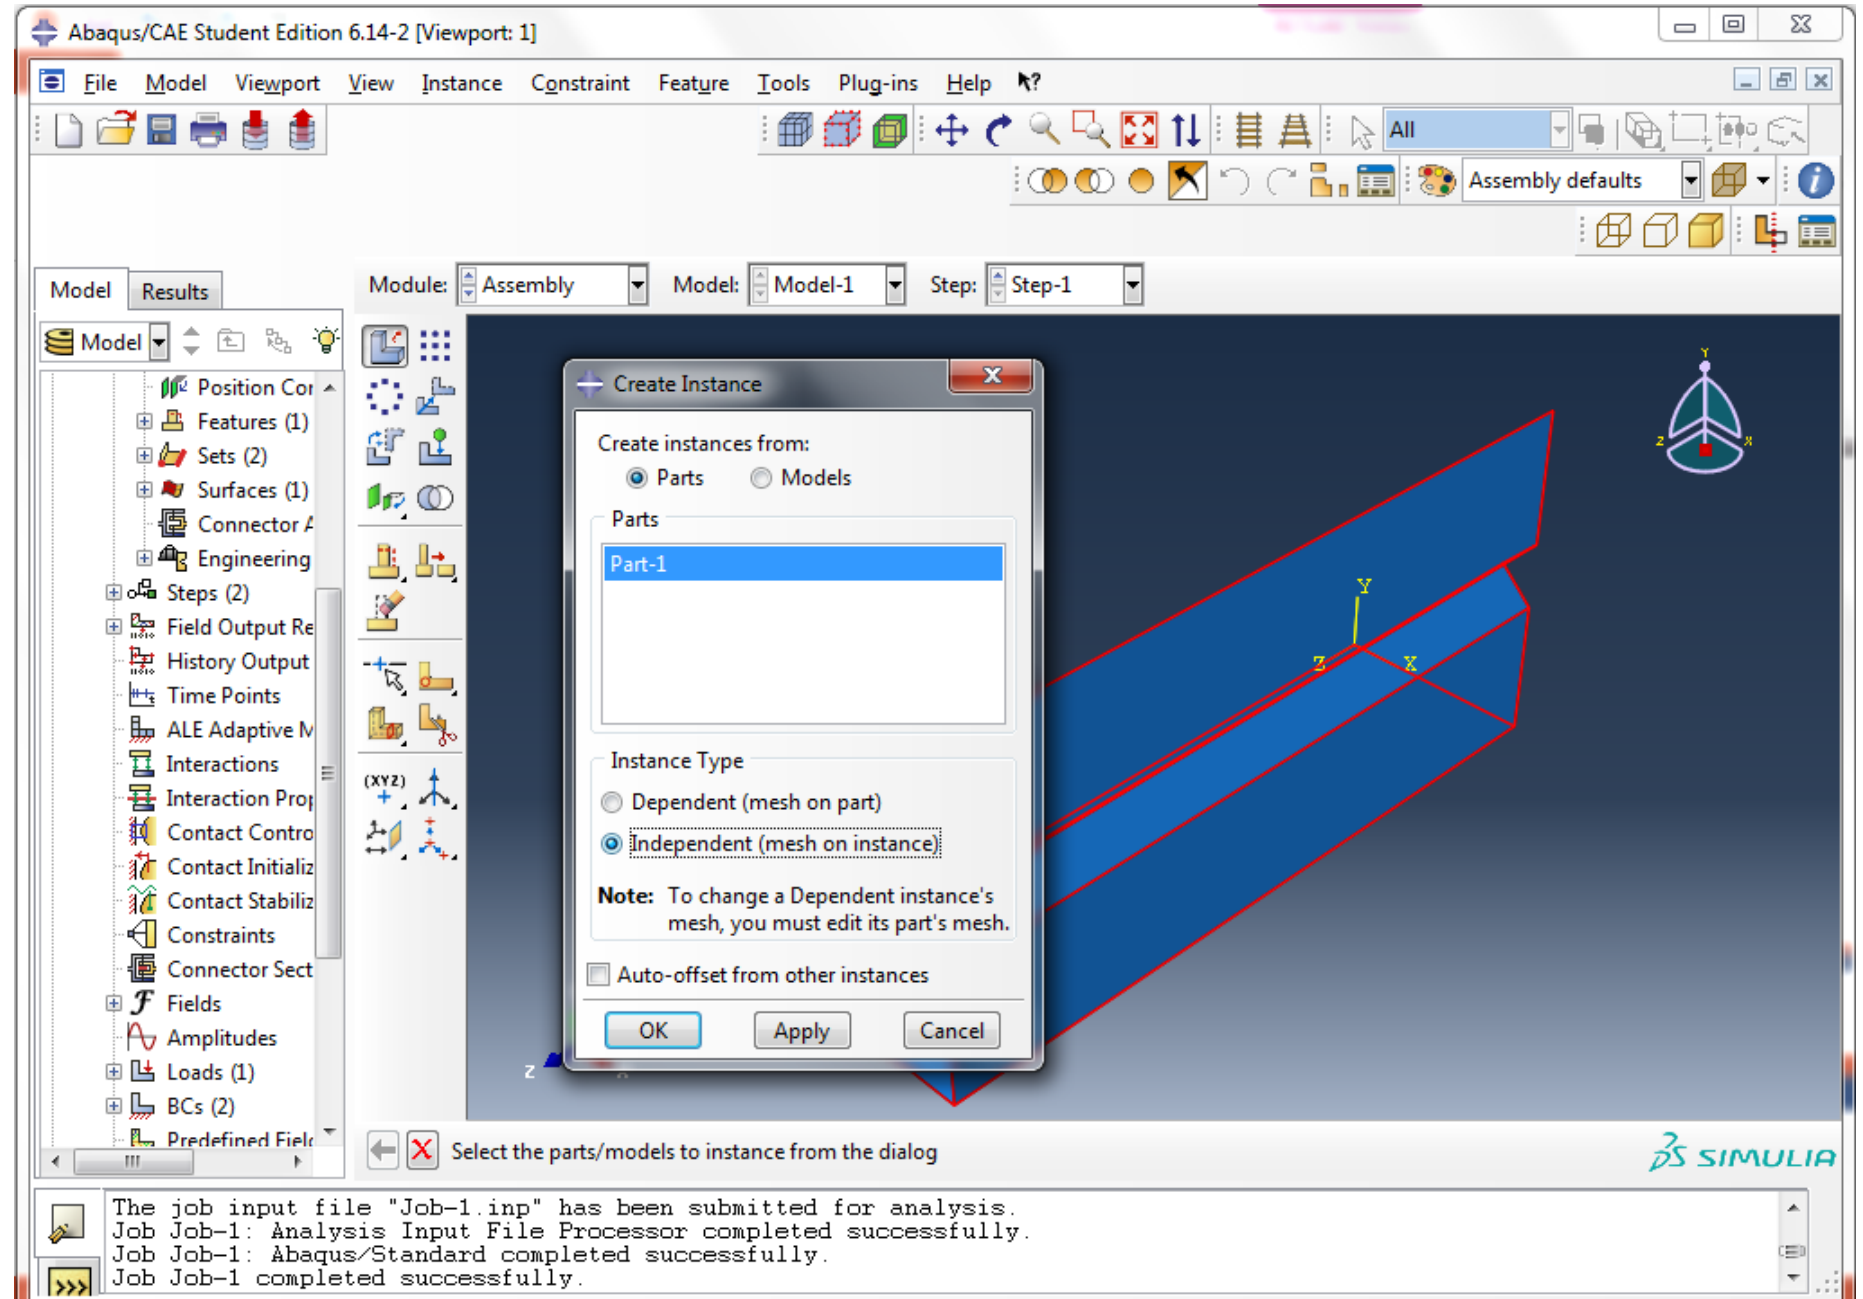 Abaqus/CAE Student Edition 6.14-2 [Viewport: 1]
File Model Viewport View Instance Constraint Feature Tools Plug-ins Help ?
All
Assembly defaults
Model Results
Module: Assembly Model: Model-1 Step: Step-1
Model
Position Cor
Features (1)
Sets (2)
Surfaces (1)
Connector A
Engineering
Steps (2)
Field Output Re
History Output
Time Points
ALE Adaptive M
Interactions
Interaction Prop
Contact Contro
Contact Initializ
Contact Stabiliz
Constraints
Connector Sect
Fields
Amplitudes
Loads (1)
BCs (2)
Predefined Field
(XYZ)
Create Instance
Create instances from:
Parts Models
Parts
Part-1
Instance Type
Dependent (mesh on part)
Independent (mesh on instance)
Note: To change a Dependent instance's
mesh, you must edit its part's mesh.
Auto-offset from other instances
OK Apply Cancel
Y
Z X
Y
Z X
Z
Select the parts/models to instance from the dialog
SIMULIA
The job input file "Job-1.inp" has been submitted for analysis.
Job Job-1: Analysis Input File Processor completed successfully.
Job Job-1: Abaqus/Standard completed successfully.
Job Job-1 completed successfully.
>>>